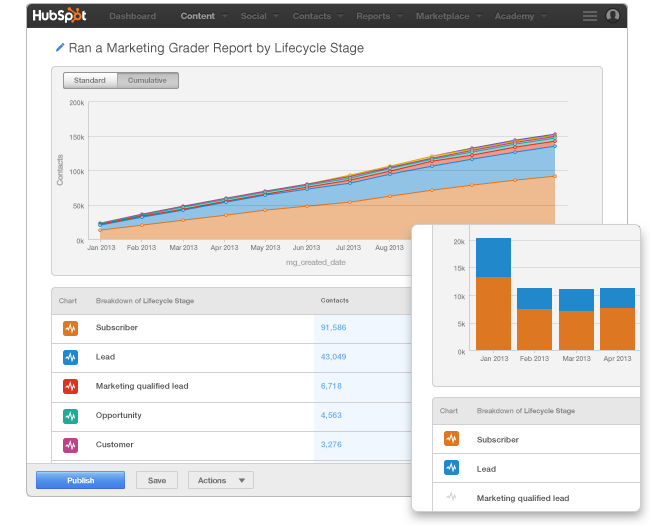 HubSpot Dashboard Content Social Contacts Reports Marketplace Academy
Ran a Marketing Grader Report by Lifecycle Stage
Standard Cumulative
200k
150k
100k
50k
0k
Contacts
Jan 2013 Feb 2013 Mar 2013 Apr 2013 May 2013 Jun 2013 Jul 2013 Aug 2013
mg_created_date
Chart Breakdown of Lifecycle Stage Contacts
Subscriber 91,586
Lead 43,049
Marketing qualified lead 6,718
Opportunity 4,563
Customer 3,276
Publish Save Actions
20k
15k
10k
5k
0k
Jan 2013 Feb 2013 Mar 2013 Apr 2013
Chart Breakdown of Lifecycle Stage
Subscriber
Lead
Marketing qualified lead